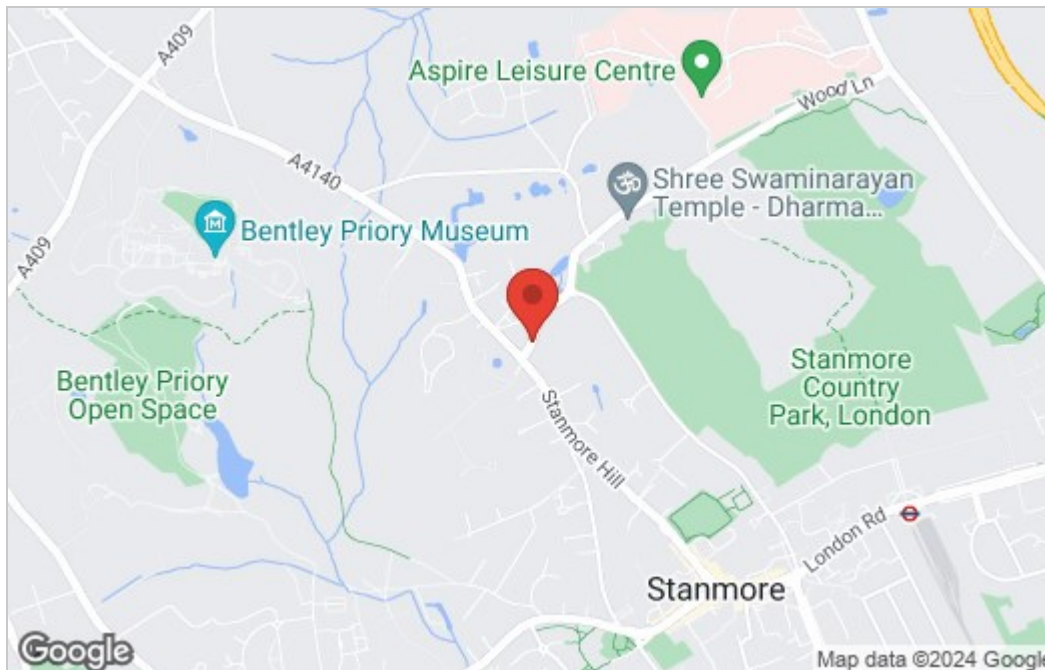 A409
Aspire Leisure Centre
Wood Ln
A4140
Shree Swaminarayan
Temple - Dharma...
Bentley Priory Museum
A409
Bentley Priory
Open Space
Stanmore
Country
Park, London
Stanmore Hill
London Rd
Stanmore
Google
Map data ©2024 Google